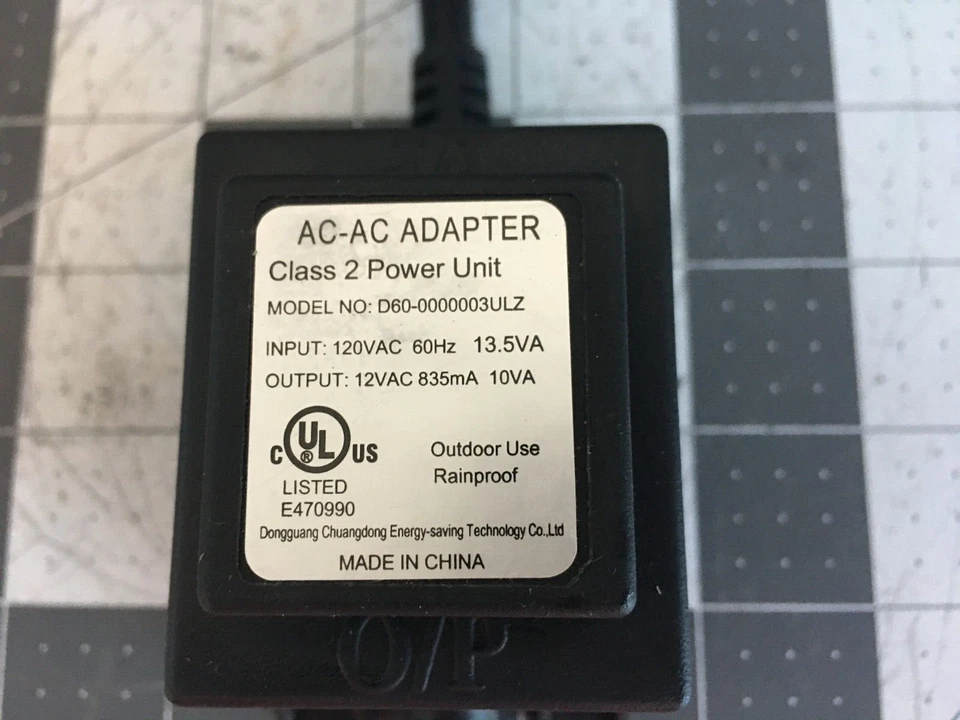 AC-AC ADAPTER
Class 2 Power Unit
MODEL NO: D60-0000003ULZ
INPUT: 120VAC 60Hz 13.5VA
OUTPUT: 12VAC 835mA 10VA
C UL ® US
LISTED
E470990
Outdoor Use
Rainproof
Dongguang Chuangdong Energy-saving Technology Co.,Ltd
MADE IN CHINA
O/P